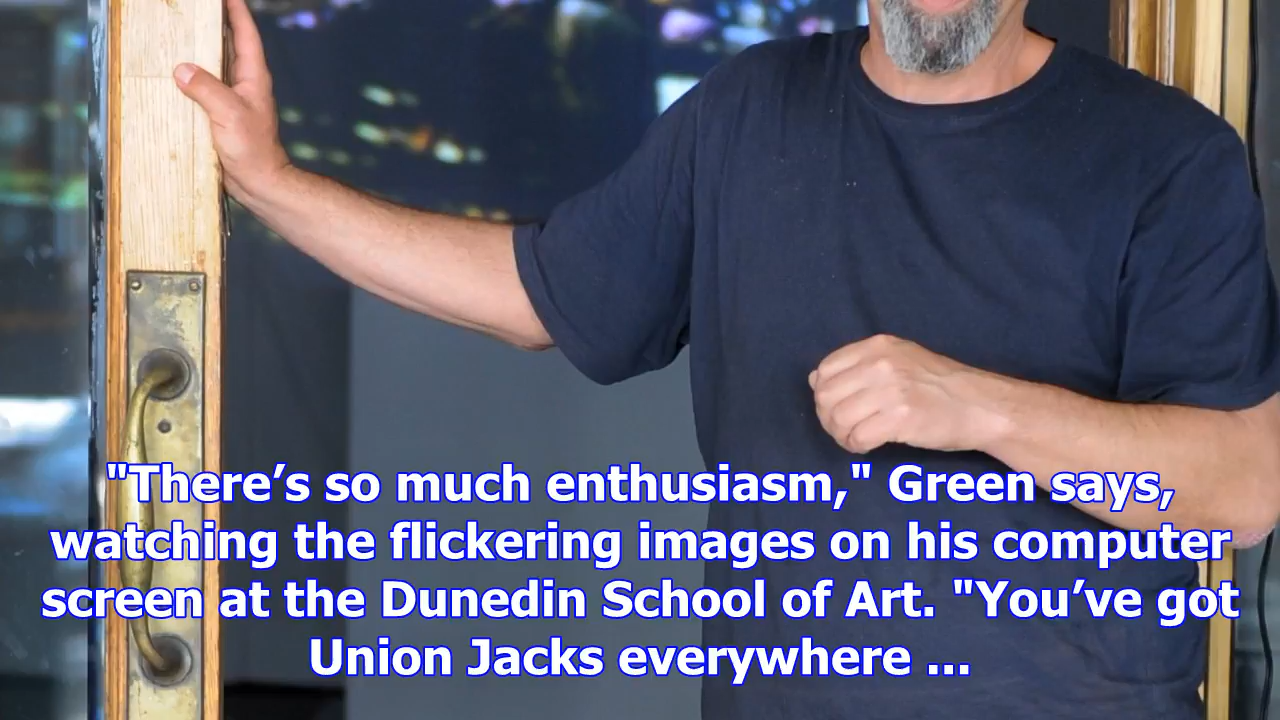 "There’s so much enthusiasm," Green says,
watching the flickering images on his computer
screen at the Dunedin School of Art. "You’ve got
Union Jacks everywhere ...